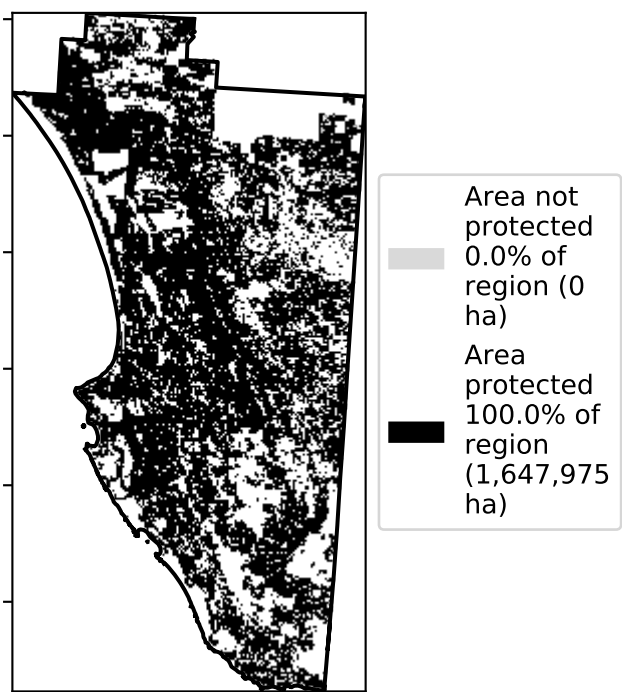 Area not
protected
0.0% of
region (0
ha)
Area
protected
100.0% of
region
(1,647,975
ha)